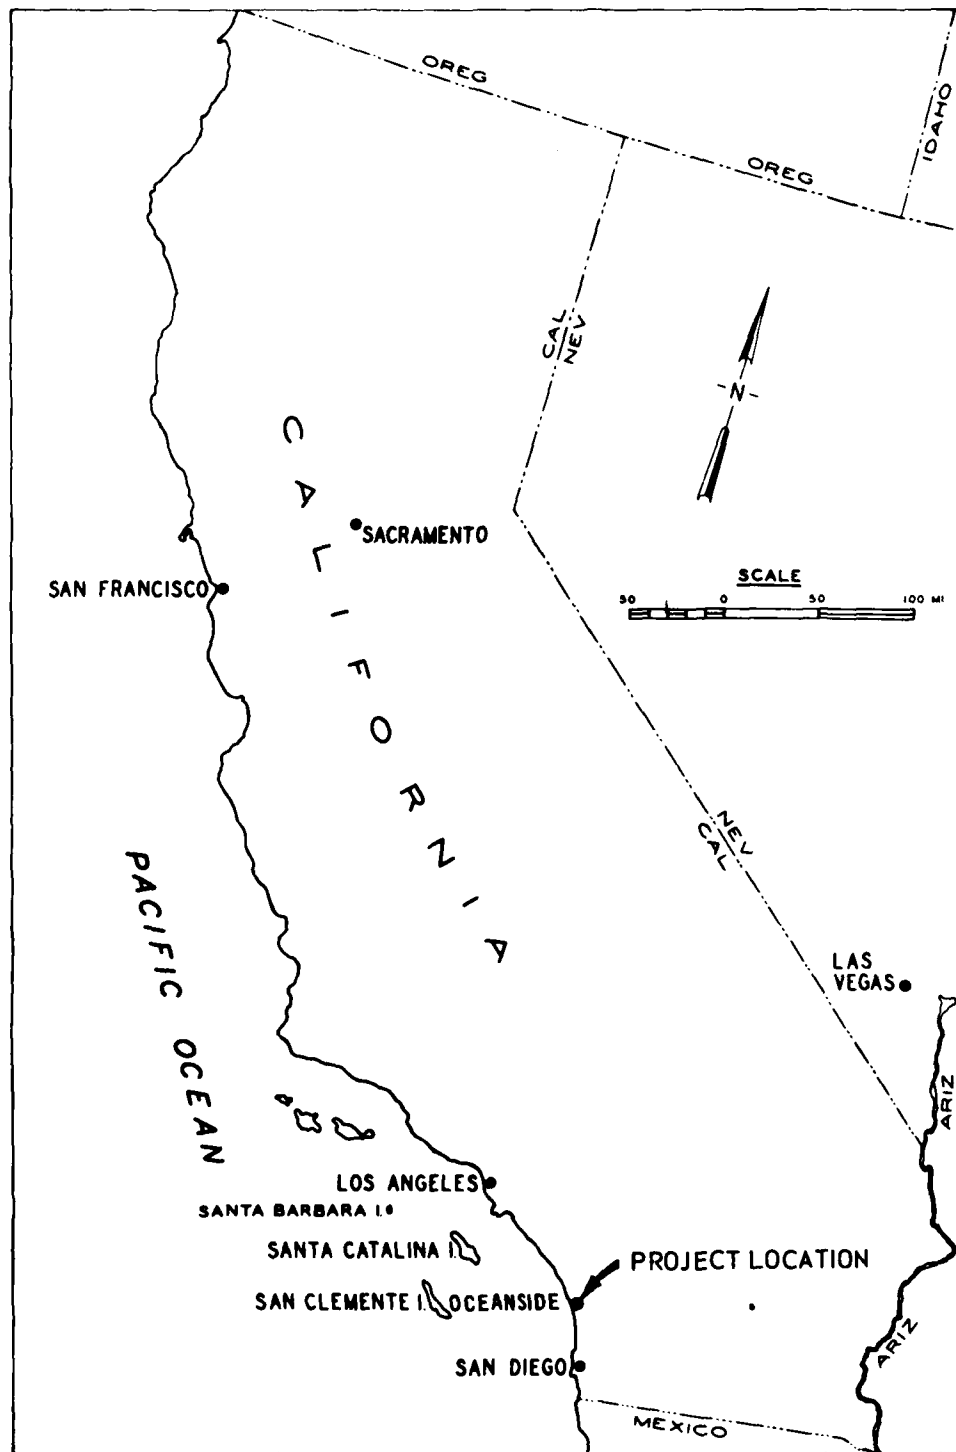 OREG
IDAHO
OREG
CAL
NEV
-N-
CALIFORNIA
SACRAMENTO
SCALE
SAN FRANCISCO
50 0 50 100 MI
NEV
CAL
PACIFIC OCEAN
LAS
VEGAS
ARIZ
LOS ANGELES
SANTA BARBARA I.
SANTA CATALINA I.
PROJECT LOCATION
SAN CLEMENTE I.
OCEANSIDE
ARIZ
SAN DIEGO
MEXICO